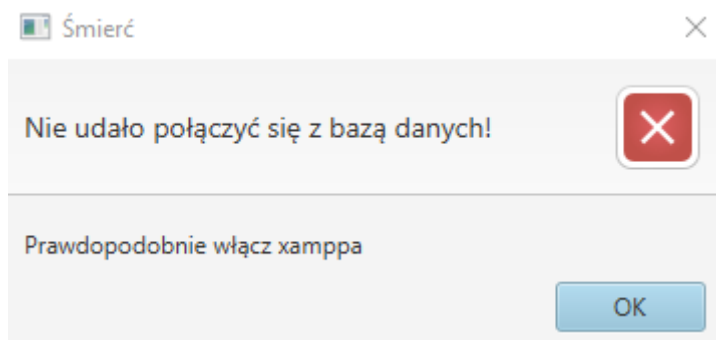 Śmierć
Nie udało połączyć się z bazą danych!
Prawdopodobnie włącz xamppa
OK